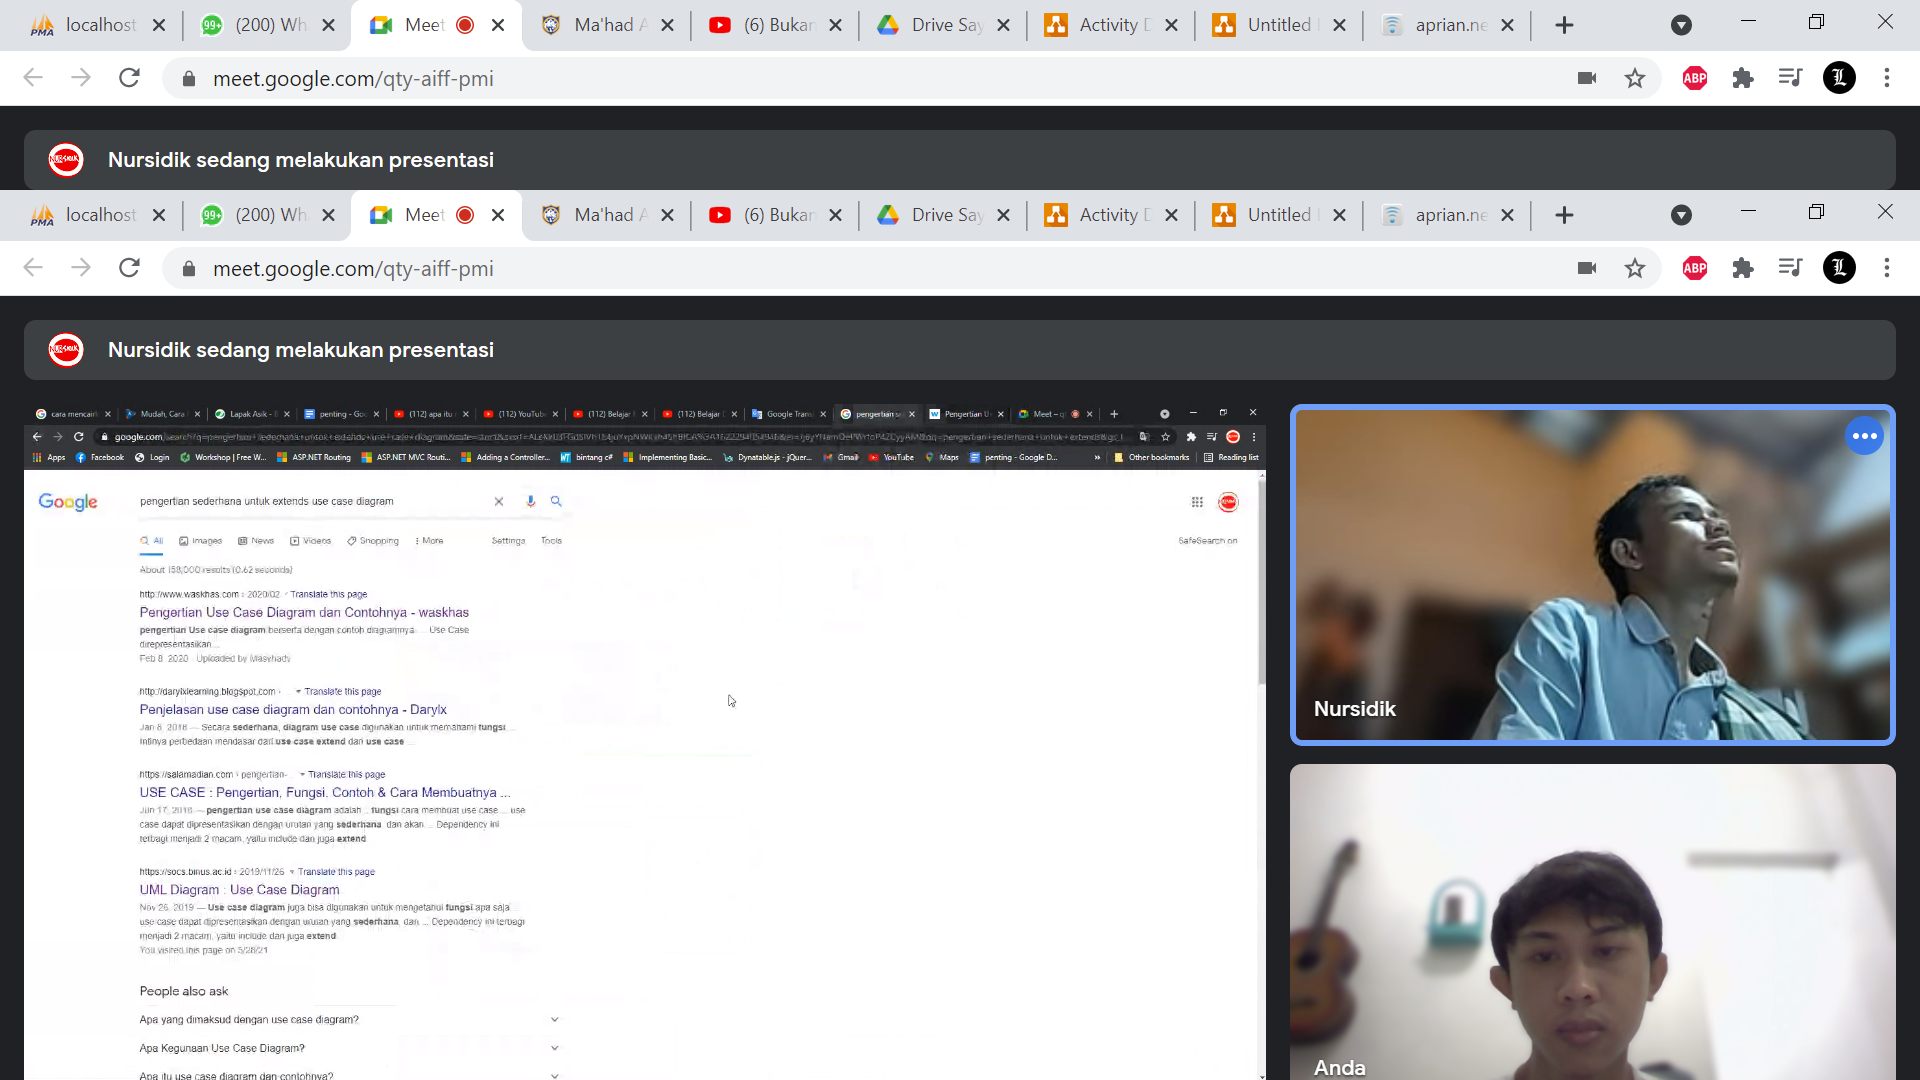 localhost (200) Wh Meet Ma'had A (6) Bukan Drive Say Activity D Untitled aprian.ne
meet.google.com/qty-aiff-pmi
Nursidik sedang melakukan presentasi
localhost (200) Wh Meet Ma'had A (6) Bukan Drive Say Activity D Untitled aprian.ne
meet.google.com/qty-aiff-pmi
Nursidik sedang melakukan presentasi
cara mencair Mudah, Cara Lapak Asik - B penting - Goo (112) apa itu (112) YouTub (112) Belajar (112) Belajar Google Trans pengertian se Pengertian U Meet – q
google.com
Apps Facebook Login Workshop | Free W... ASP.NET Routing ASP.NET MVC Routi... Adding a Controller... bintang c# Implementing Basic... Dynatable.js - jQuer... Gmail YouTube Maps penting - Google D... » Other bookmarks Reading list
Google pengertian sederhana untuk extends use case diagram
All Images News Videos Shopping More Settings Tools SafeSearch on
About 158,000 results (0.62 seconds)
http://www.waskhas.com › 2020/02 Translate this page
Pengertian Use Case Diagram dan Contohnya - waskhas
pengertian Use case diagram beserta dengan contoh diagramnya. ... Use Case
direpresentasikan ...
Feb 8, 2020 · Uploaded by Maskhady
http://darylxlearning.blogspot.com › Translate this page
Penjelasan use case diagram dan contohnya - Darylx
Jan 8, 2018 — Secara sederhana, diagram use case digunakan untuk memahami fungsi ...
Intinya perbedaan mendasar dari use case extend dan use case ...
https://salamadian.com › pengertian- Translate this page
USE CASE : Pengertian, Fungsi, Contoh & Cara Membuatnya ...
Jun 17, 2018 — pengertian use case diagram adalah ... fungsi cara membuat use case ... use
case dapat dipresentasikan dengan urutan yang sederhana, dan akan ... Dependency ini
terbagi menjadi 2 macam, yaitu include dan juga extend.
https://socs.binus.ac.id › 2019/11/26 Translate this page
UML Diagram : Use Case Diagram
Nov 26, 2019 — Use case diagram juga bisa digunakan untuk mengetahui fungsi apa saja
use case dapat dipresentasikan dengan urutan yang sederhana, dan ... Dependency ini terbagi
menjadi 2 macam, yaitu include dan juga extend.
You visited this page on 5/28/21.
People also ask
Apa yang dimaksud dengan use case diagram?
Apa Kegunaan Use Case Diagram?
Apa itu use case diagram dan contohnya?
Nursidik
Anda